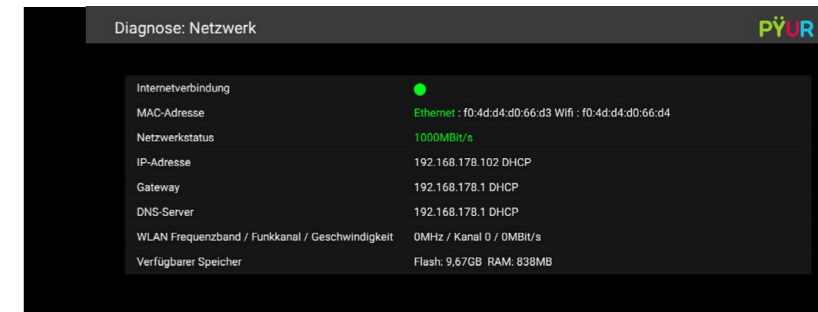 Diagnose: Netzwerk
PŸUR
Internetverbindung
MAC-Adresse Ethernet : f0:4d:d4:d0:66:d3 Wifi : f0:4d:d4:d0:66:d4
Netzwerkstatus 1000MBit/s
IP-Adresse 192.168.178.102 DHCP
Gateway 192.168.178.1 DHCP
DNS-Server 192.168.178.1 DHCP
WLAN Frequenzband / Funkkanal / Geschwindigkeit 0MHz / Kanal 0 / 0MBit/s
Verfügbarer Speicher Flash: 9,67GB RAM: 838MB